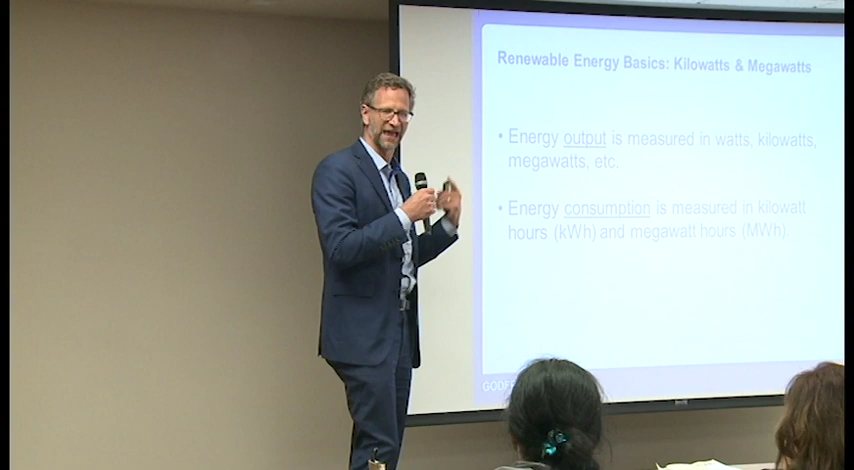 Renewable Energy Basics: Kilowatts & Megawatts
• Energy output is measured in watts, kilowatts,
megawatts, etc..
• Energy consumption is measured in kilowatt
hours (kWh) and megawatt hours (MWh).